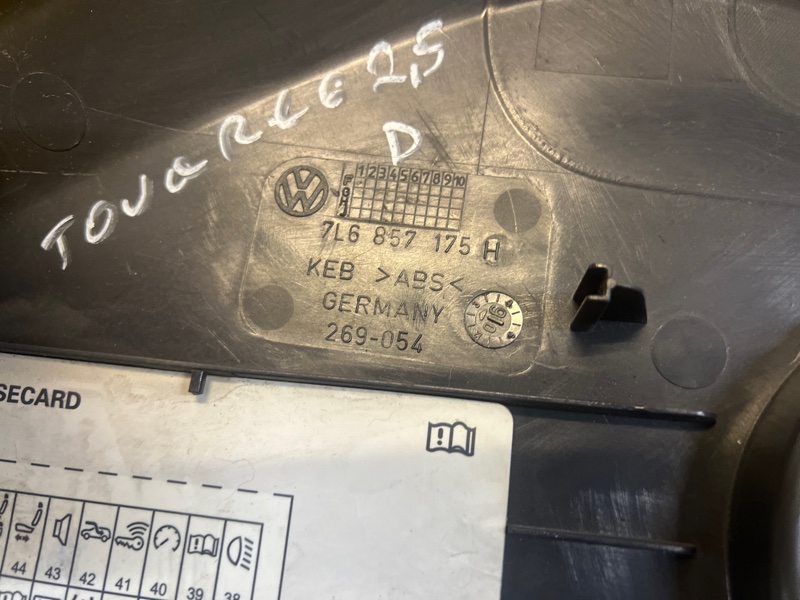 TOUAREG 2,5
D
1 2 3 4 5 6 7 8 9 10
7L6 857 175 H
KEB >ABS<
GERMANY
269-054
SECARD
44 43 42 41 40 39 38